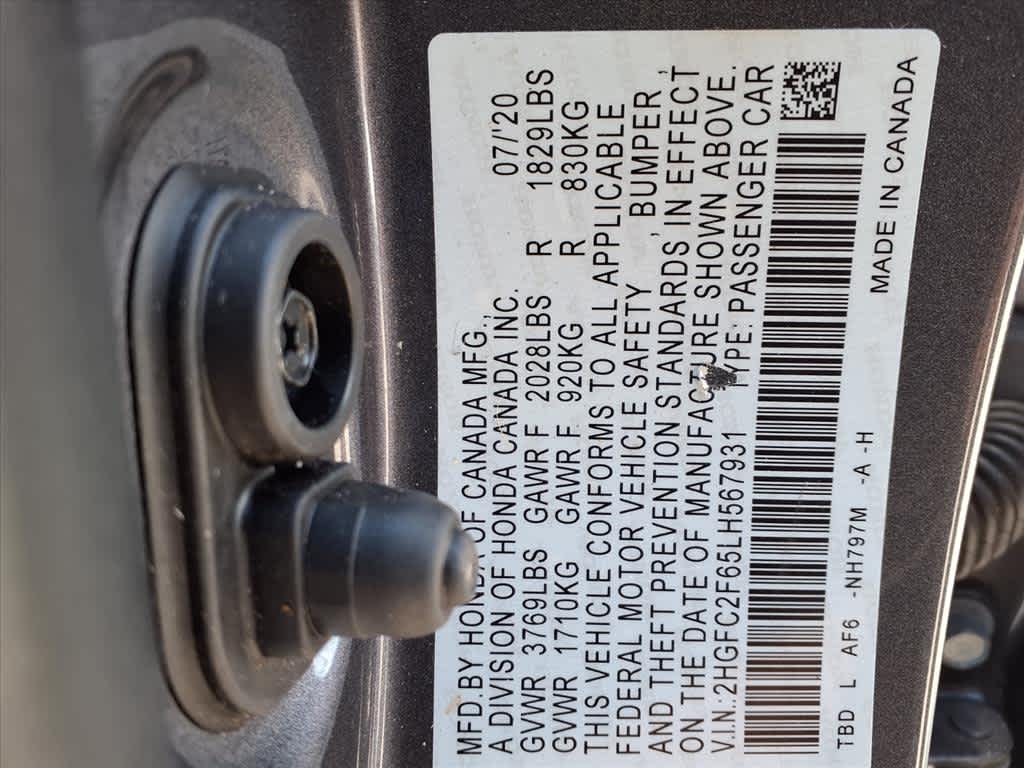 MFD.BY HONDA OF CANADA MFG., 07/'20
A DIVISION OF HONDA CANADA INC.
GVWR 3769LBS GAWR F 2028LBS R 1829LBS
GVWR 1710KG GAWR F 920KG R 830KG
THIS VEHICLE CONFORMS TO ALL APPLICABLE
FEDERAL MOTOR VEHICLE SAFETY , BUMPER ,
AND THEFT PREVENTION STANDARDS IN EFFECT
ON THE DATE OF MANUFACTURE SHOWN ABOVE.
V.I.N.:2HGFC2F65LH567931 TYPE: PASSENGER CAR
TBD L AF6 -NH797M -A -H
MADE IN CANADA